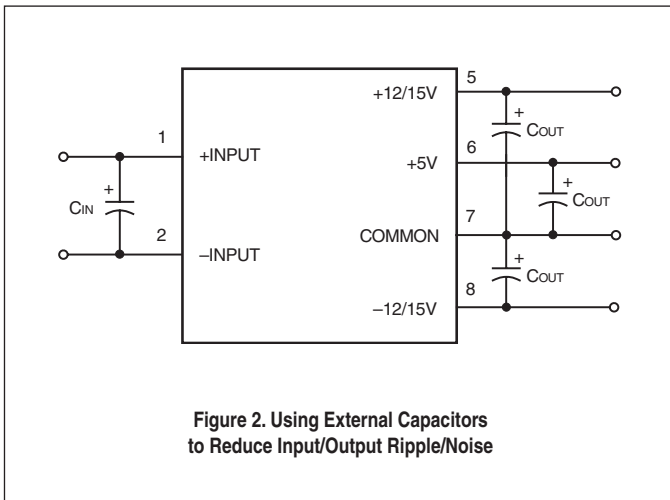 5
+12/15V
+
COUT
1
6
+INPUT
+5V
+
+
COUT
CIN
7
2
COMMON
–INPUT
+
COUT
8
–12/15V
Figure 2. Using External Capacitors
to Reduce Input/Output Ripple/Noise